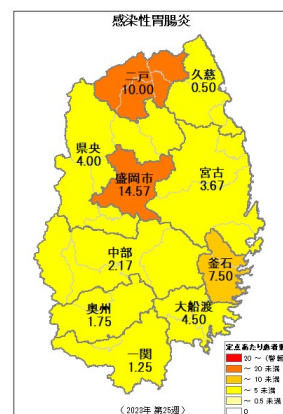 感染性胃腸炎
二戸
10.00
久慈
0.50
県央
4.00
盛岡市
14.57
宮古
3.67
中部
2.17
釜石
7.50
奥州
1.75
大船渡
4.50
一関
1.25
定点あたり患者数
20 ～ (警報
～ 20 未満
～ 10 未満
～ 5 未満
～ 0.5 未満
0
(2023年 第25週)